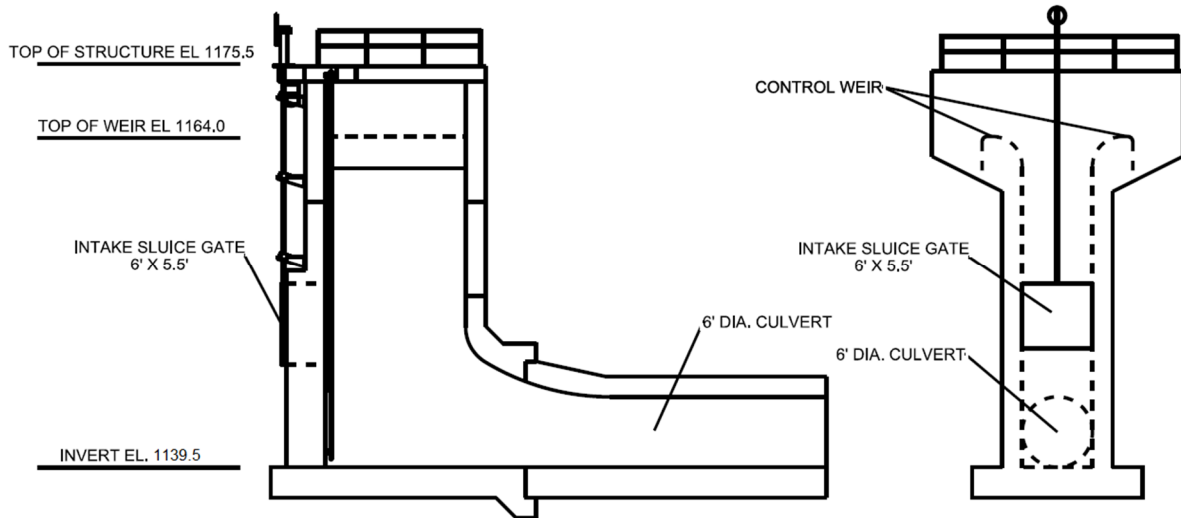 TOP OF STRUCTURE EL 1175.5
TOP OF WEIR EL 1164.0
INTAKE SLUICE GATE
6' X 5.5'
6' DIA. CULVERT
INVERT EL. 1139.5
CONTROL WEIR
INTAKE SLUICE GATE
6' X 5.5'
6' DIA. CULVERT